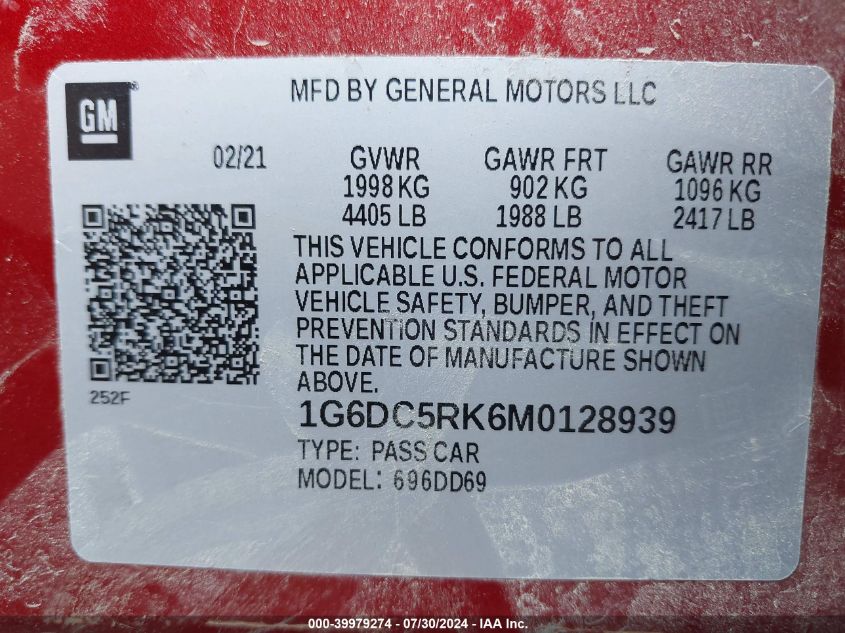 GM®
MFD BY GENERAL MOTORS LLC
02/21 GVWR GAWR FRT GAWR RR
1998 KG 902 KG 1096 KG
4405 LB 1988 LB 2417 LB
THIS VEHICLE CONFORMS TO ALL
APPLICABLE U.S. FEDERAL MOTOR
VEHICLE SAFETY, BUMPER, AND THEFT
PREVENTION STANDARDS IN EFFECT ON
THE DATE OF MANUFACTURE SHOWN
ABOVE.
252F
1G6DC5RK6M0128939
TYPE: PASS CAR
MODEL: 696DD69
000-39979274 / 07/30/2024 - IAA Inc.